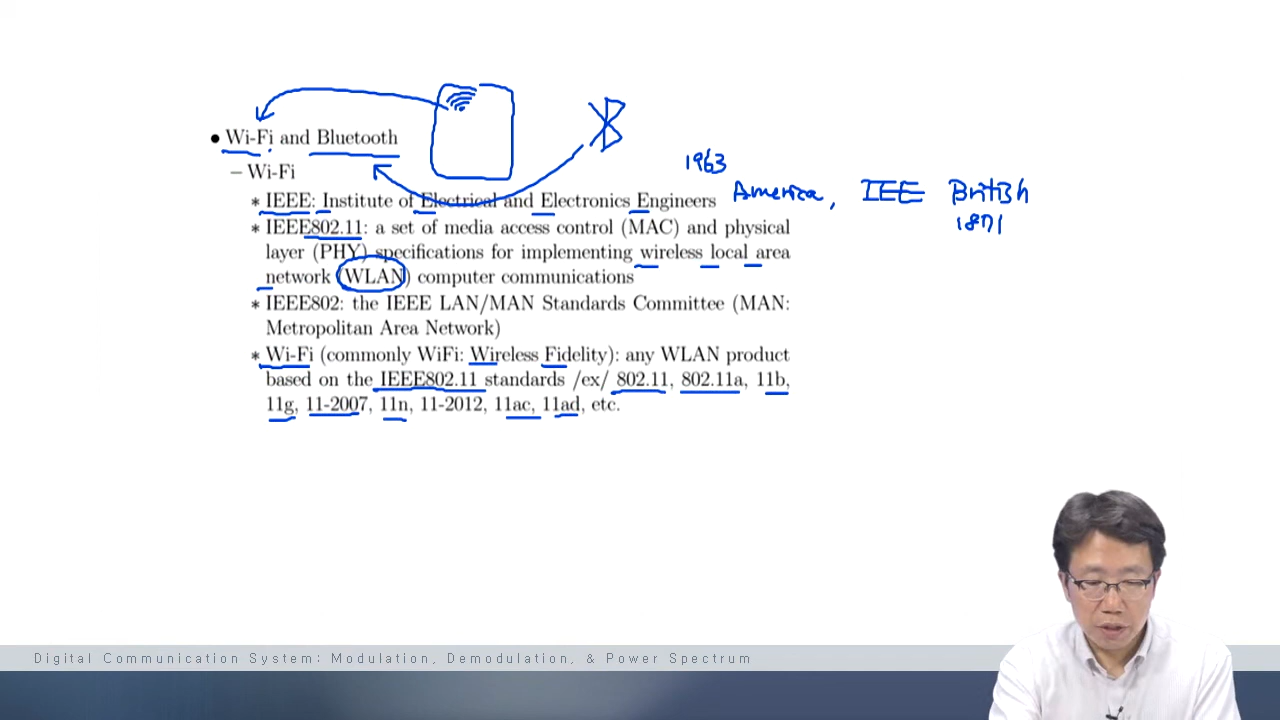 • Wi-Fi and Bluetooth
– Wi-Fi
1963
∗ IEEE: Institute of Electrical and Electronics Engineers
America, IEE British
1871
∗ IEEE802.11: a set of media access control (MAC) and physical
layer (PHY) specifications for implementing wireless local area
network (WLAN) computer communications
∗ IEEE802: the IEEE LAN/MAN Standards Committee (MAN:
Metropolitan Area Network)
∗ Wi-Fi (commonly WiFi: Wireless Fidelity): any WLAN product
based on the IEEE802.11 standards /ex/ 802.11, 802.11a, 11b,
11g, 11-2007, 11n, 11-2012, 11ac, 11ad, etc.
Digital Communication System: Modulation, Demodulation, & Power Spectrum